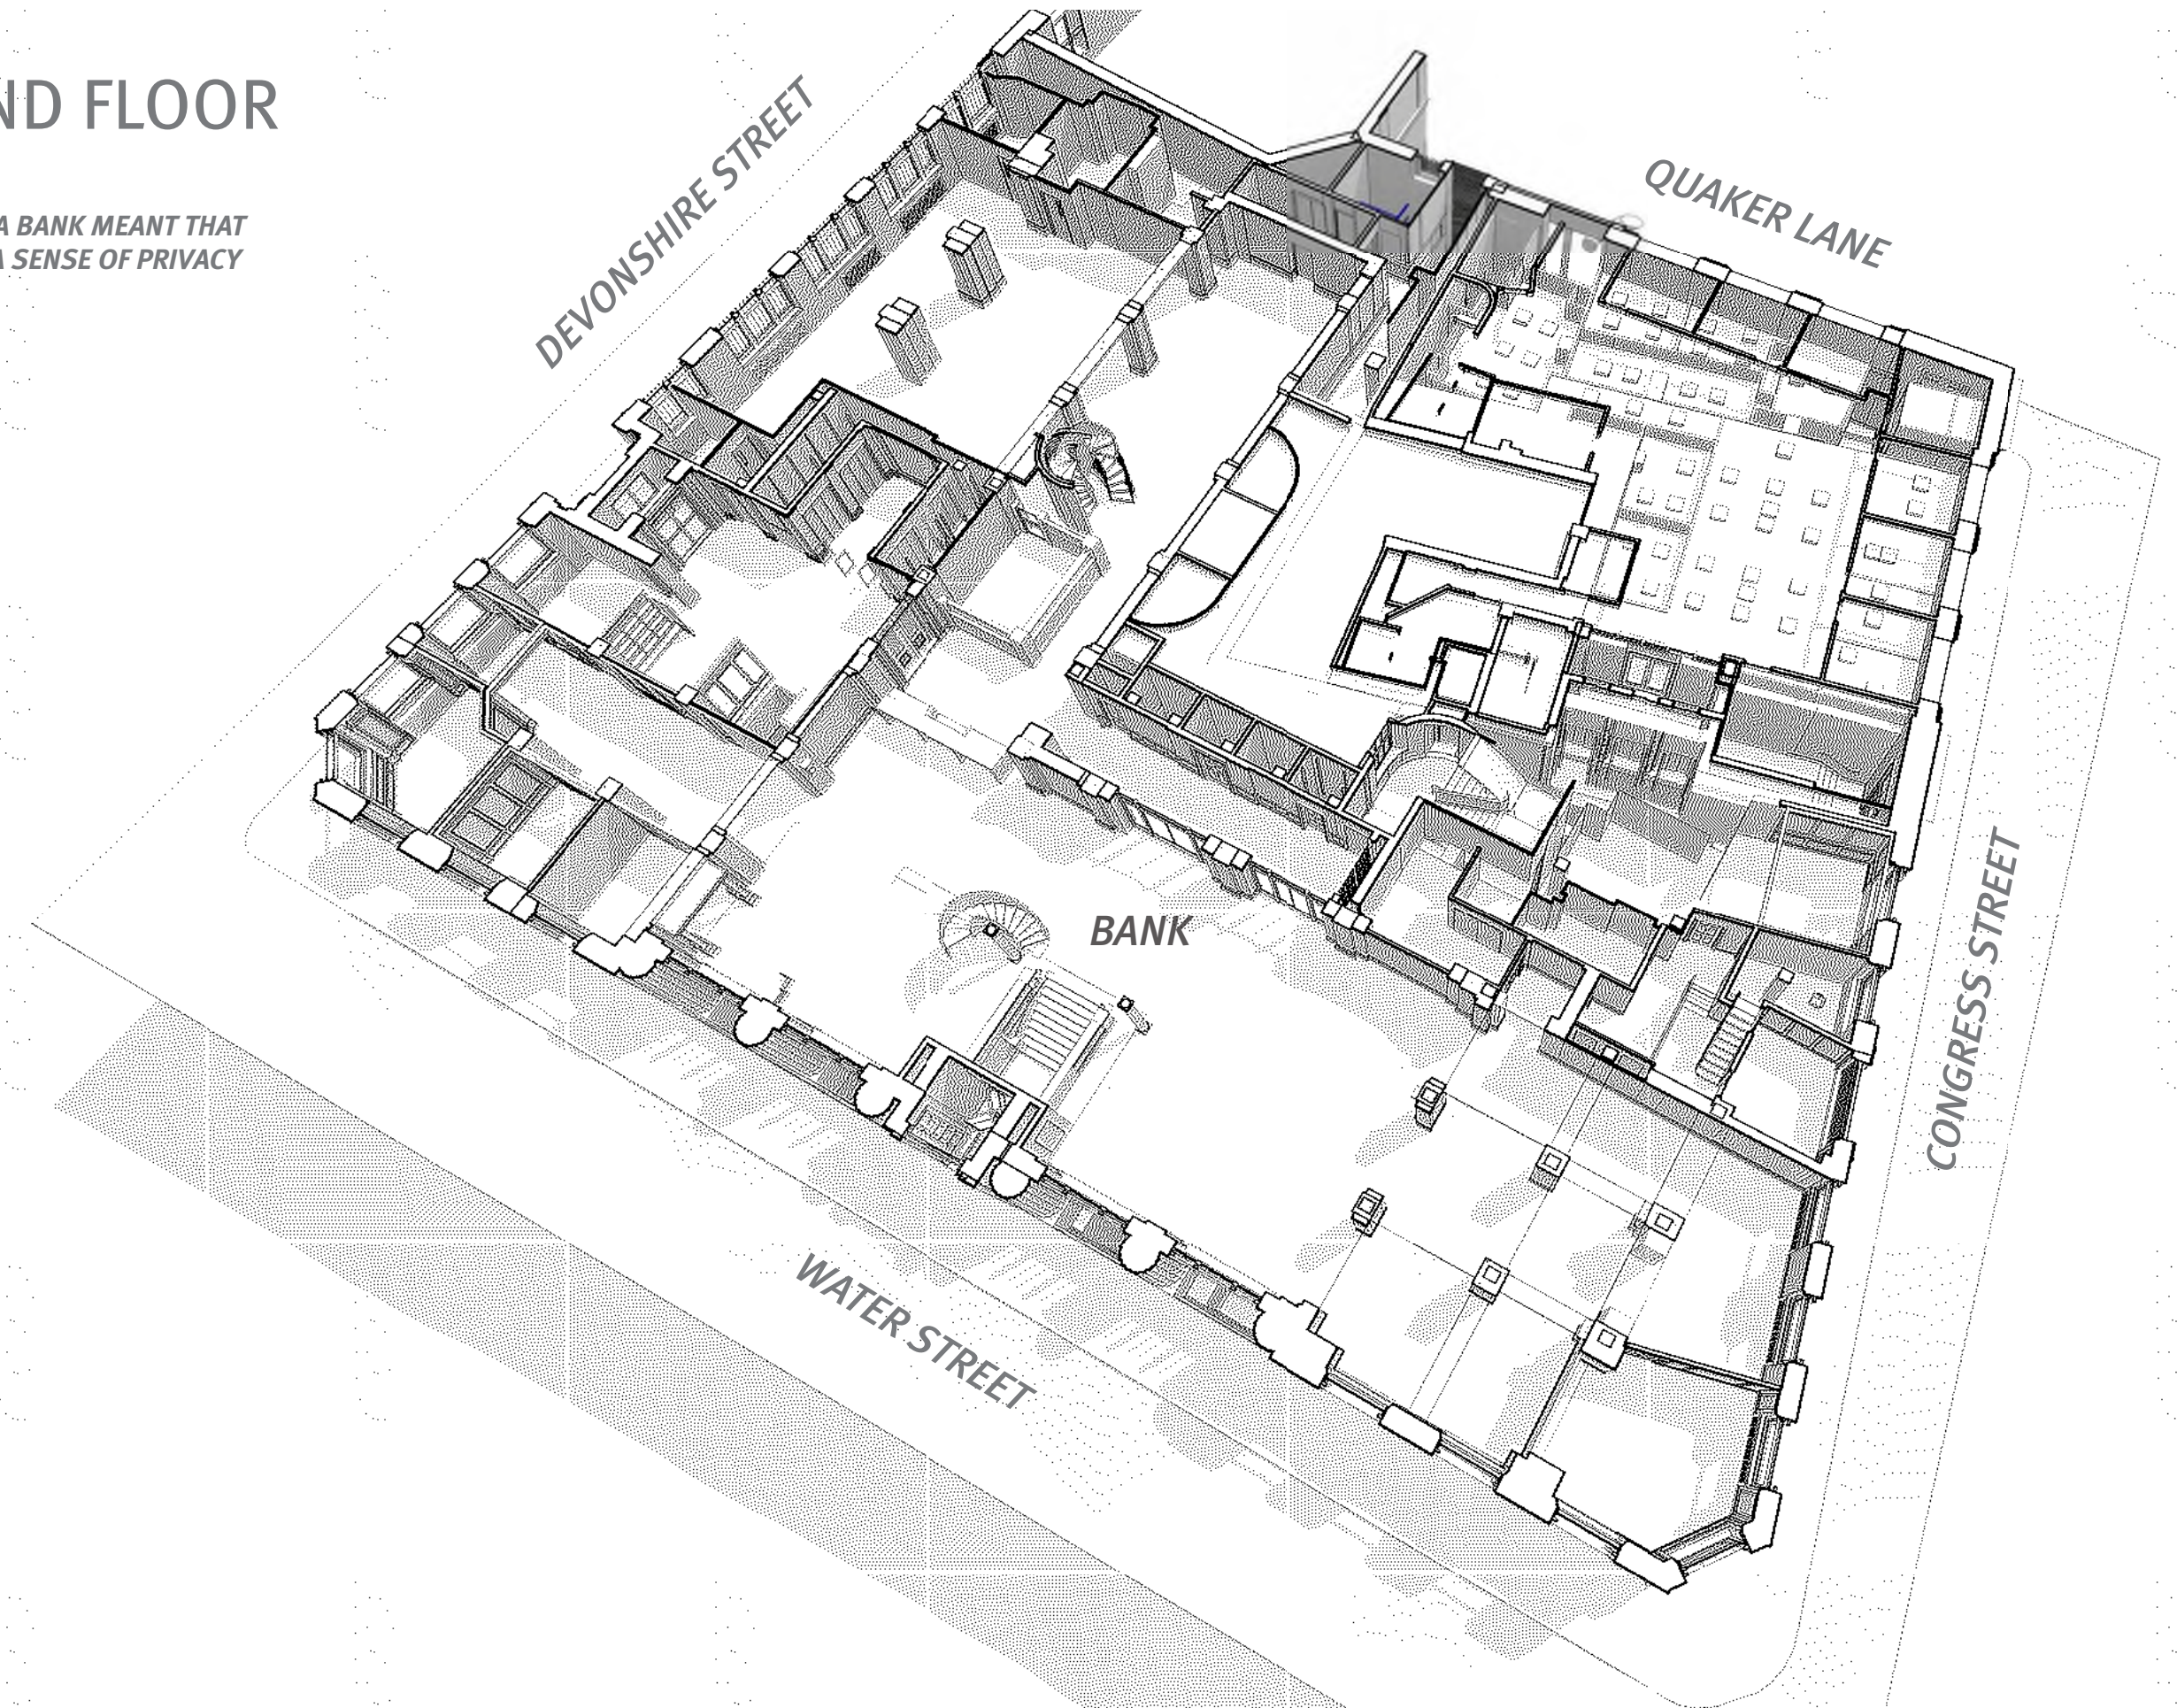 ND FLOOR
A BANK MEANT THAT
A SENSE OF PRIVACY
DEVONSHIRE STREET
QUAKER LANE
BANK
CONGRESS STREET
WATER STREET